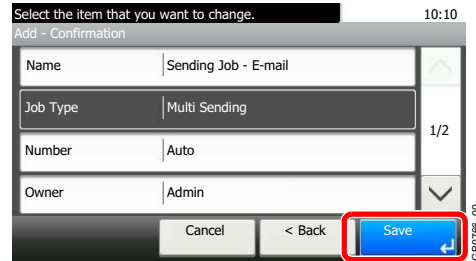 Select the item that you want to change. 10:10
Add - Confirmation
Name Sending Job - E-mail
Job Type Multi Sending
1/2
Number Auto
Owner Admin
Cancel < Back Save